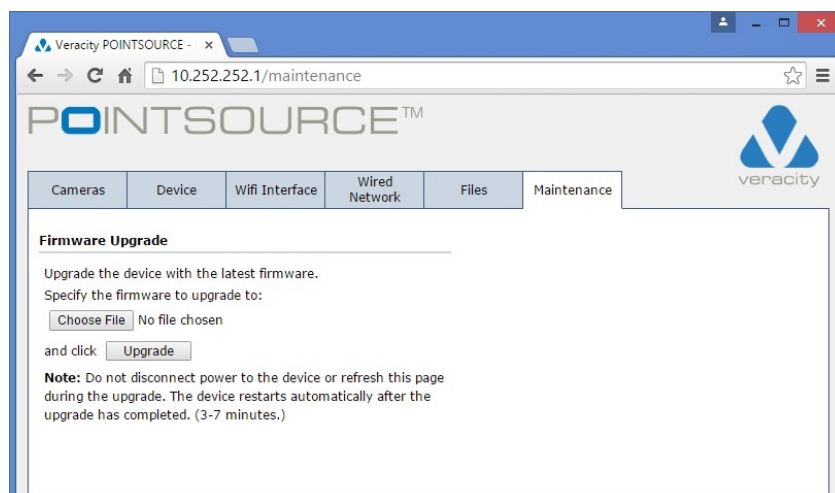 Veracity POINTSOURCE - ×
10.252.252.1/maintenance
POINTSOURCE™
veracity
Cameras Device Wifi Interface Wired Network Files Maintenance
Firmware Upgrade
Upgrade the device with the latest firmware.
Specify the firmware to upgrade to:
Choose File No file chosen
and click Upgrade
Note: Do not disconnect power to the device or refresh this page
during the upgrade. The device restarts automatically after the
upgrade has completed. (3-7 minutes.)